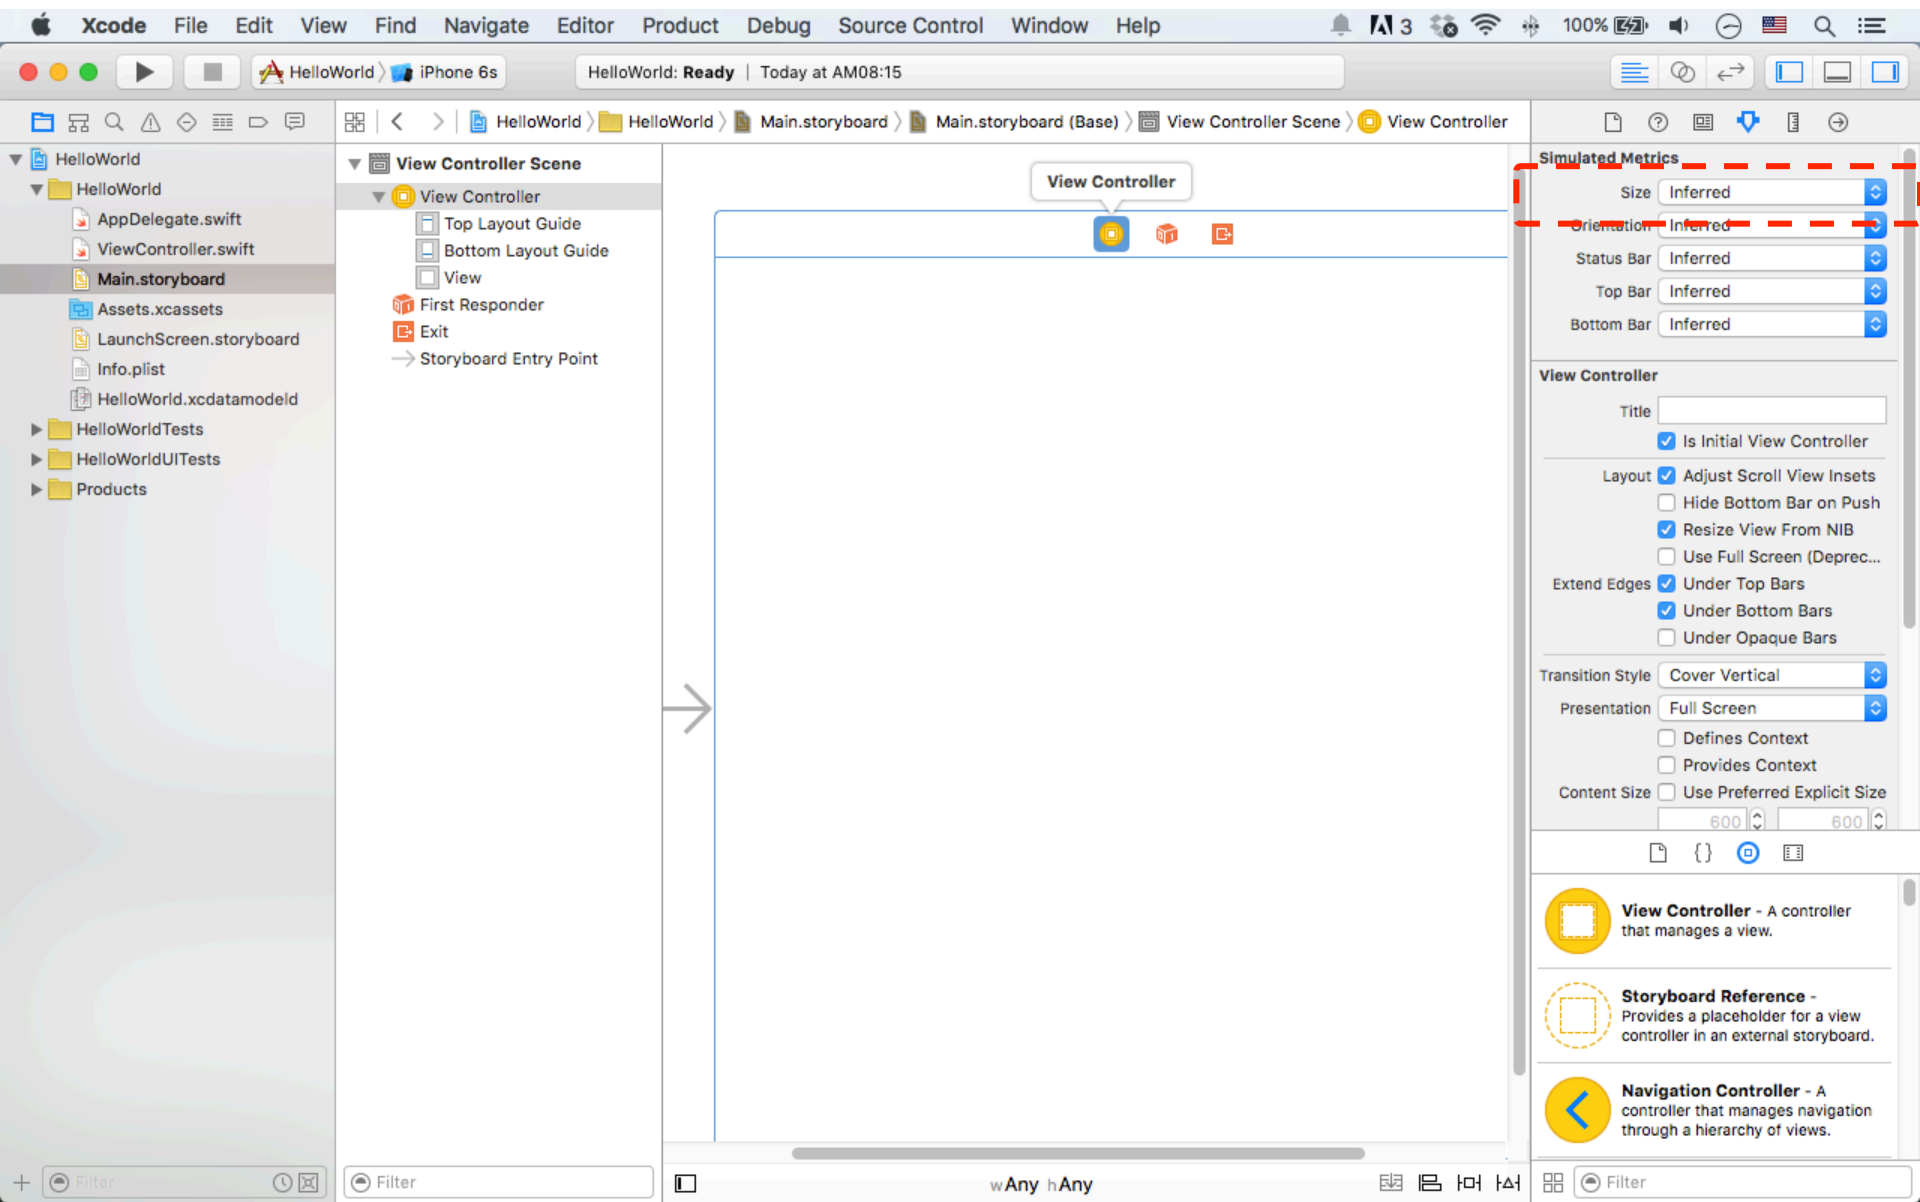 Xcode File Edit View Find Navigate Editor Product Debug Source Control Window Help 3 100%
HelloWorld iPhone 6s HelloWorld: Ready | Today at AM08:15
HelloWorld HelloWorld Main.storyboard Main.storyboard (Base) View Controller Scene View Controller
HelloWorld
HelloWorld
AppDelegate.swift
ViewController.swift
Main.storyboard
Assets.xcassets
LaunchScreen.storyboard
Info.plist
HelloWorld.xcdatamodeld
HelloWorldTests
HelloWorldUITests
Products
Filter
View Controller Scene
View Controller
Top Layout Guide
Bottom Layout Guide
View
First Responder
Exit
Storyboard Entry Point
Filter
View Controller
wAny hAny
Simulated Metrics
Size Inferred
Orientation Inferred
Status Bar Inferred
Top Bar Inferred
Bottom Bar Inferred
View Controller
Title
Is Initial View Controller
Layout Adjust Scroll View Insets
Hide Bottom Bar on Push
Resize View From NIB
Use Full Screen (Deprec...
Extend Edges Under Top Bars
Under Bottom Bars
Under Opaque Bars
Transition Style Cover Vertical
Presentation Full Screen
Defines Context
Provides Context
Content Size Use Preferred Explicit Size
600 600
{}
View Controller - A controller
that manages a view.
Storyboard Reference -
Provides a placeholder for a view
controller in an external storyboard.
Navigation Controller - A
controller that manages navigation
through a hierarchy of views.
Filter